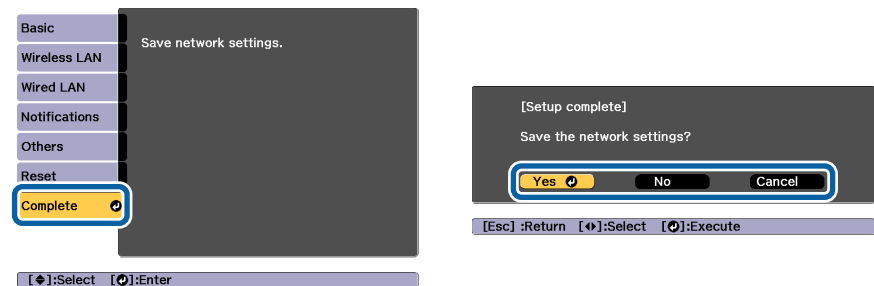 Basic
Wireless LAN
Wired LAN
Notifications
Others
Reset
Complete
Save network settings.
[◆]:Select [⏎]:Enter
[Setup complete]
Save the network settings?
Yes No Cancel
[Esc] :Return [◀▶]:Select [⏎]:Execute